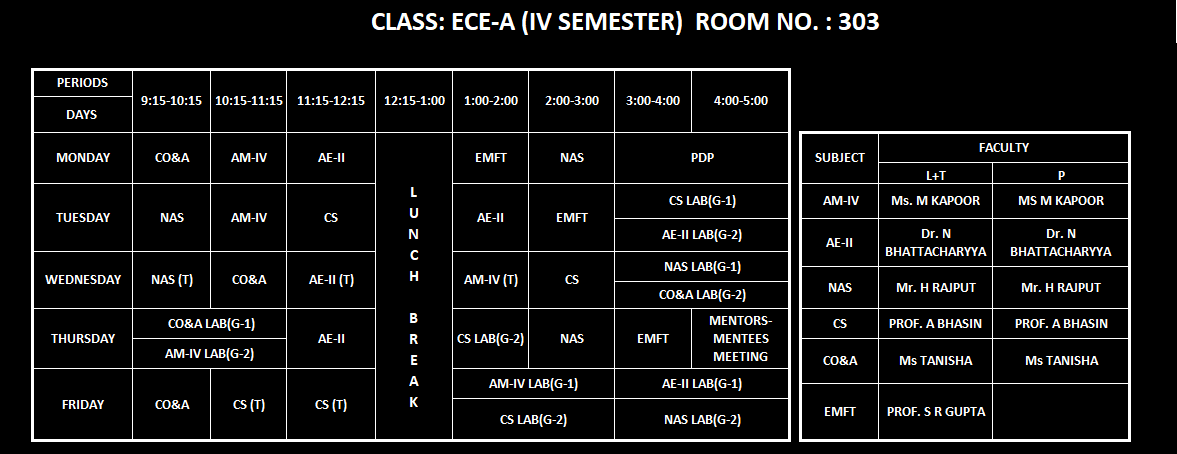 CLASS: ECE-A (IV SEMESTER) ROOM NO. : 303
PERIODS
DAYS
9:15-10:15 10:15-11:15 11:15-12:15 12:15-1:00 1:00-2:00 2:00-3:00 3:00-4:00 4:00-5:00
MONDAY CO&A AM-IV AE-II EMFT NAS PDP
TUESDAY NAS AM-IV CS AE-II EMFT
CS LAB(G-1)
AE-II LAB(G-2)
WEDNESDAY NAS (T) CO&A AE-II (T) AM-IV (T) CS
NAS LAB(G-1)
CO&A LAB(G-2)
THURSDAY
CO&A LAB(G-1)
AM-IV LAB(G-2)
AE-II CS LAB(G-2) NAS EMFT
MENTORS-
MENTEES
MEETING
FRIDAY CO&A CS (T) CS (T)
AM-IV LAB(G-1) AE-II LAB(G-1)
CS LAB(G-2) NAS LAB(G-2)
L
U
N
C
H
B
R
E
A
K
SUBJECT FACULTY
L+T P
AM-IV Ms. M KAPOOR MS M KAPOOR
AE-II
Dr. N Dr. N
BHATTACHARYYA BHATTACHARYYA
NAS Mr. H RAJPUT Mr. H RAJPUT
CS PROF. A BHASIN PROF. A BHASIN
CO&A Ms TANISHA Ms TANISHA
EMFT PROF. S R GUPTA